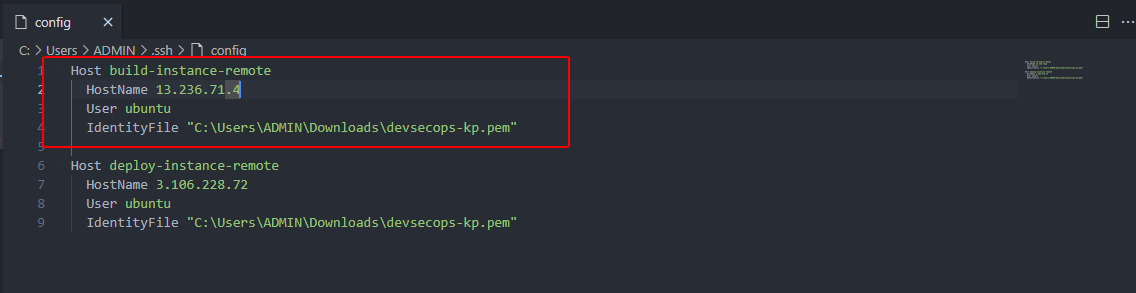 config
C: > Users > ADMIN > .ssh > config
1 Host build-instance-remote
2 HostName 13.236.71.4
3 User ubuntu
4 IdentityFile "C:\Users\ADMIN\Downloads\devsecops-kp.pem"
5
6 Host deploy-instance-remote
7 HostName 3.106.228.72
8 User ubuntu
9 IdentityFile "C:\Users\ADMIN\Downloads\devsecops-kp.pem"